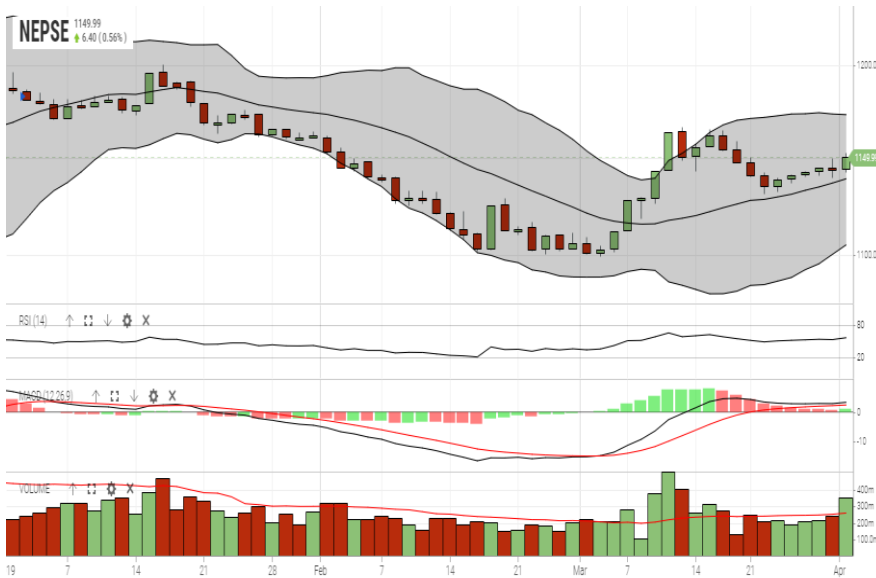 NEPSE
1149.99
6.40 (0.56%)
1200.0
1149.99
1100.0
RSI (14)
80
20
MACD (12,26,9)
0
-10
VOLUME
400m
300m
200m
100.0m
19 7 14 21 28 Feb 7 14 21 Mar 7 14 21 Apr